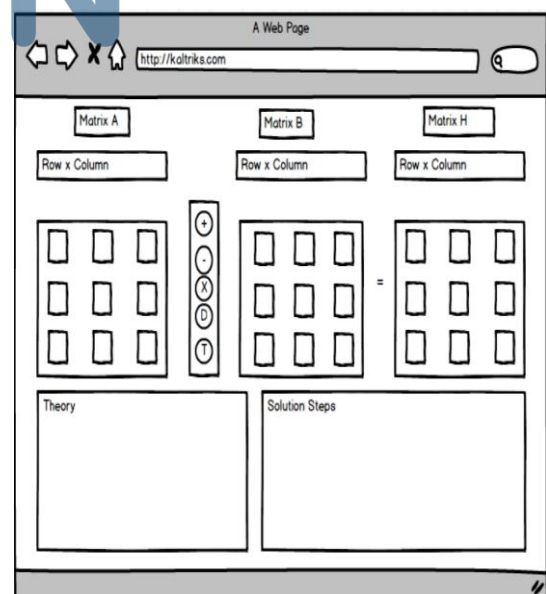 A Web Page
http://kaltriks.com
Matrix A
Matrix B
Matrix H
Row x Column
Row x Column
Row x Column
+
-
X
D
T
=
Theory
Solution Steps